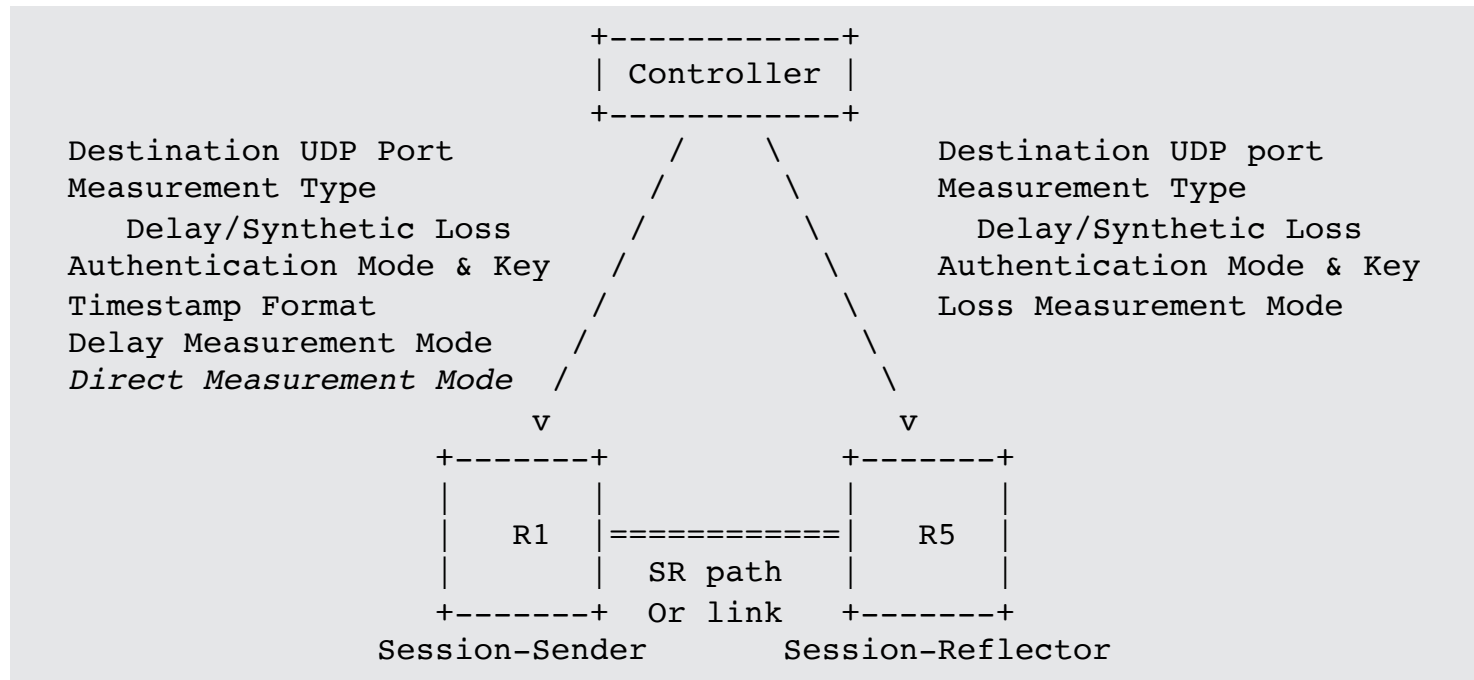 +------------+
| Controller |
+------------+
Destination UDP Port / \ Destination UDP port
Measurement Type / \ Measurement Type
Delay/Synthetic Loss / \ Delay/Synthetic Loss
Authentication Mode & Key / \ Authentication Mode & Key
Timestamp Format / \ Loss Measurement Mode
Delay Measurement Mode / \
Direct Measurement Mode / \
v v
+-------+ +-------+
| | | |
| R1 |============| R5 |
| | SR path | |
+-------+ Or link +-------+
Session-Sender Session-Reflector